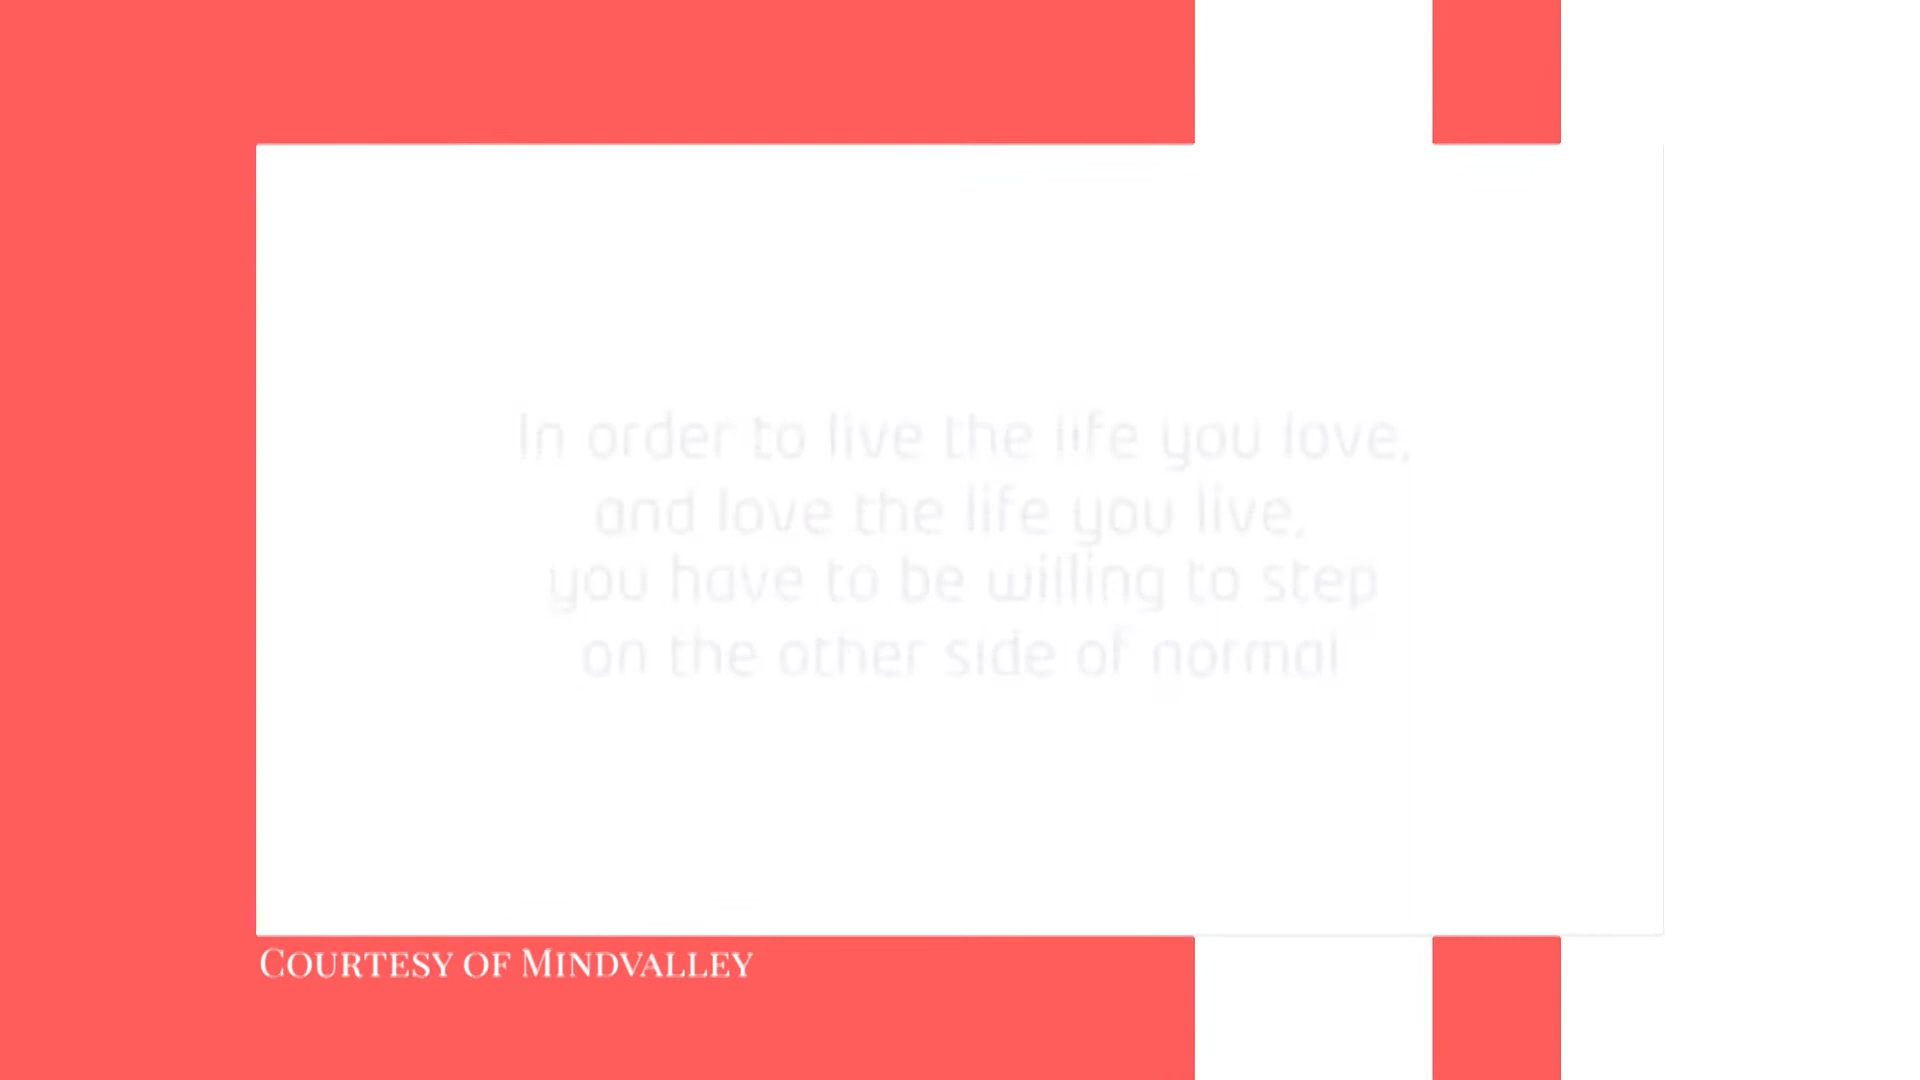 In order to live the life you love,
and love the life you live,
you have to be willing to step
on the other side of normal
Courtesy of Mindvalley